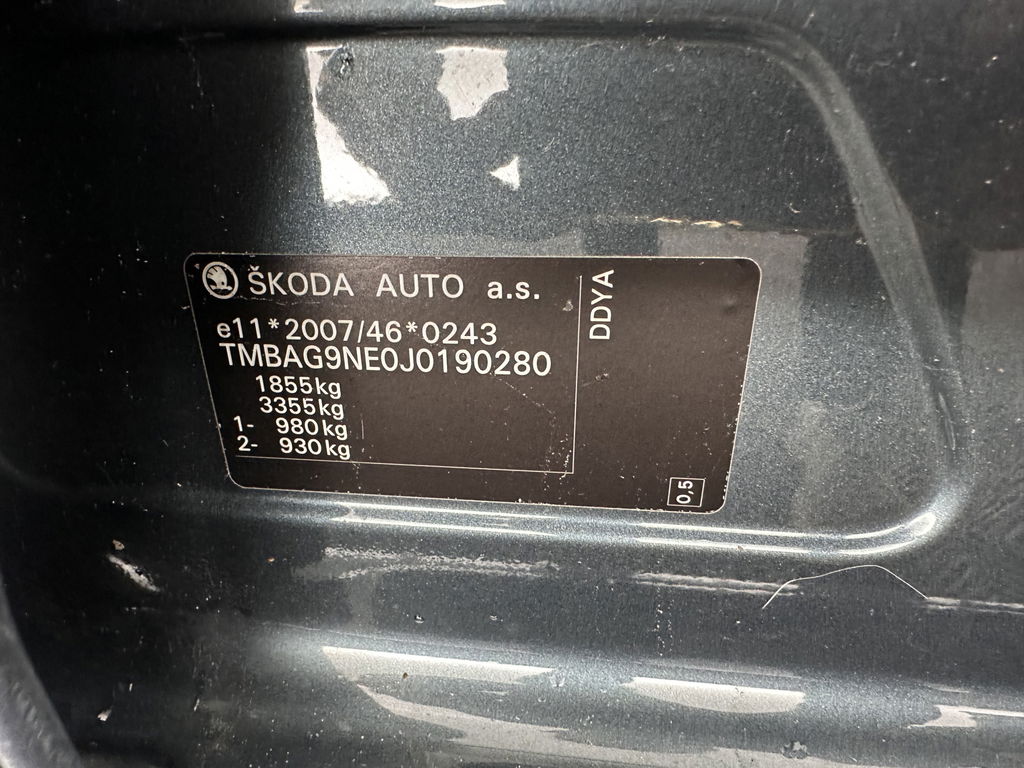 ŠKODA AUTO a.s.
e11*2007/46*0243
TMBAG9NE0J0190280
1855kg
3355kg
1- 980kg
2- 930kg
DDYA
0,5